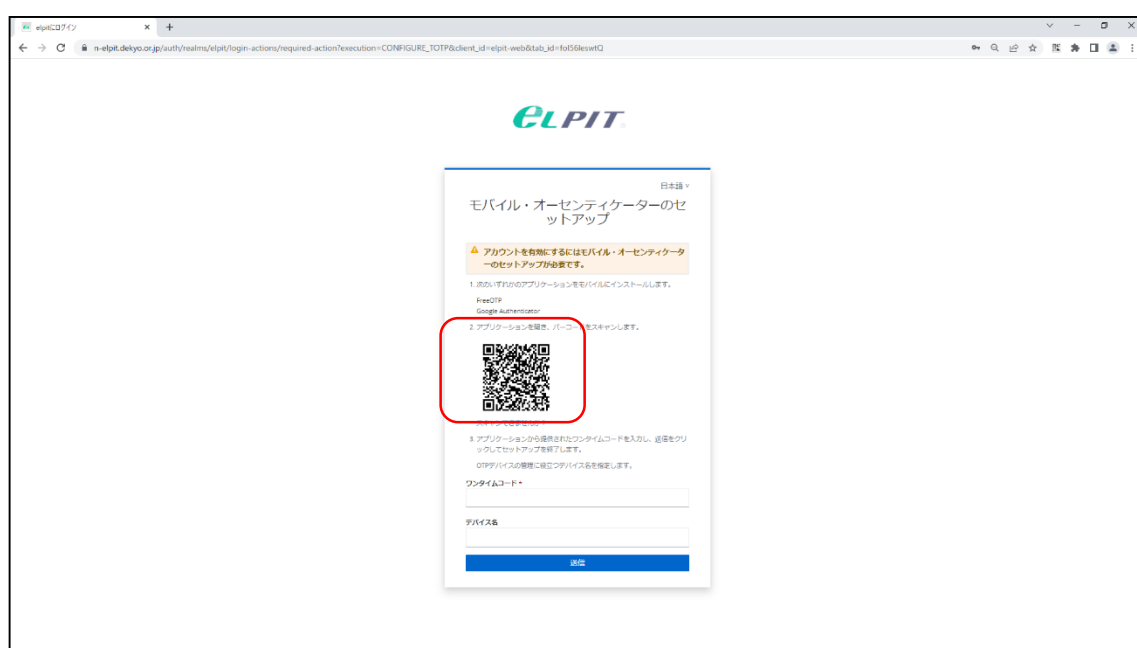 elpitにログイン
n-elpit.dekyo.or.jp/auth/realms/elpit/login-actions/required-action?execution=CONFIGURE_TOTP&client_id=elpit-web&tab_id=fol56leswtQ
eLPIT
日本語
モバイル・オーセンティケーターのセ
ットアップ
アカウントを有効にするにはモバイル・オーセンティケータ
ーのセットアップが必要です。
1. 次のいずれかのアプリケーションをモバイルにインストールします。
FreeOTP
Google Authenticator
2. アプリケーションを開き、バーコードをスキャンします。
3. アプリケーションから提供されたワンタイムコードを入力し、送信をクリ
ックしてセットアップを終了します。
OTPデバイスの管理に役立つデバイス名を指定します。
ワンタイムコード *
デバイス名
送信